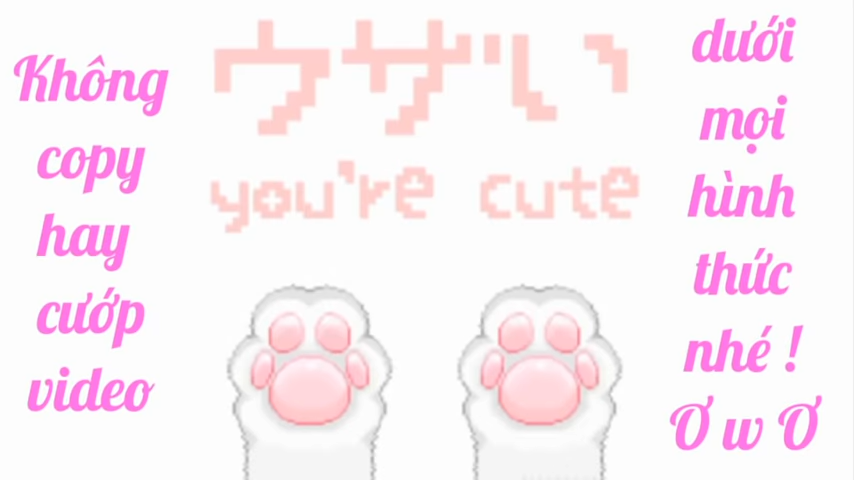 Không
copy
hay
cướp
video
ウザい
you're cute
dưới
mọi
hình
thức
nhé !
Ơ w Ơ